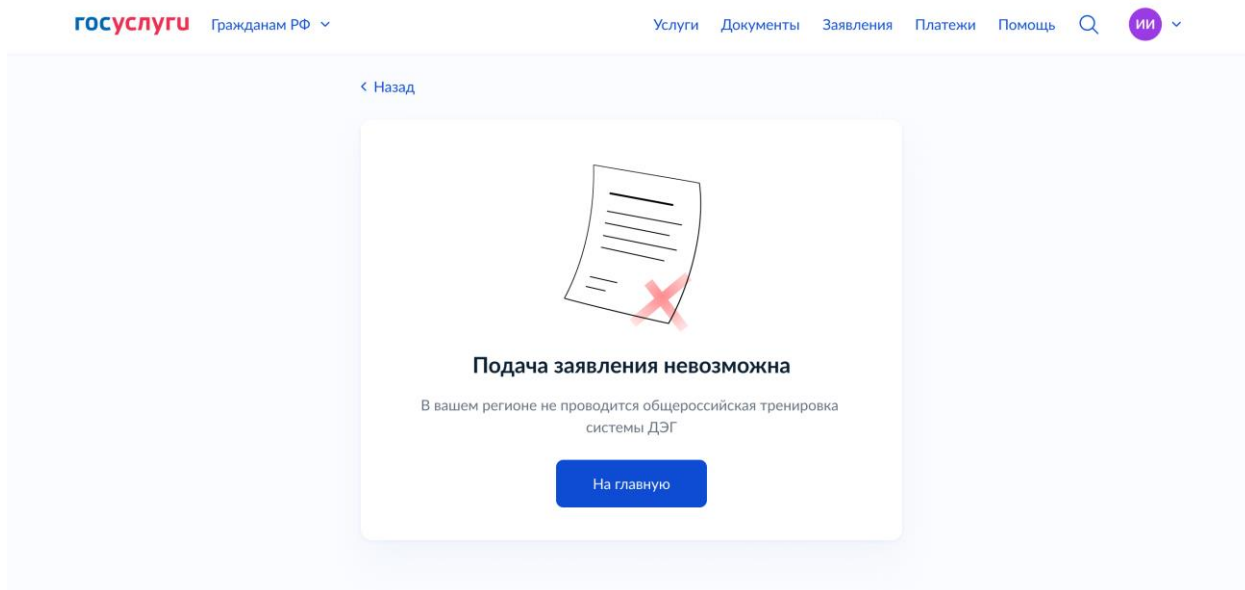 госуслуги Гражданам РФ Услуги Документы Заявления Платежи Помощь ИИ
Назад
Подача заявления невозможна
В вашем регионе не проводится общероссийская тренировка
системы ДЭГ
На главную